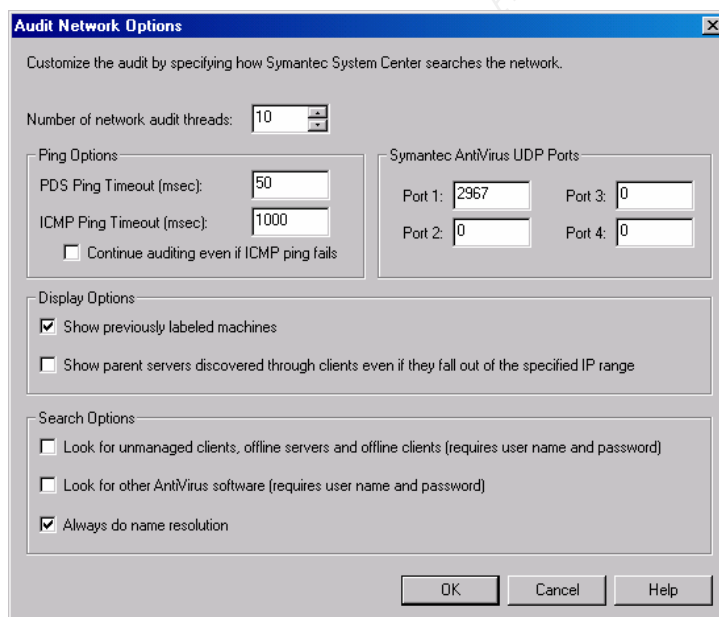 Audit Network Options
Customize the audit by specifying how Symantec System Center searches the network.
Number of network audit threads: 10
Ping Options
PDS Ping Timeout (msec): 50
ICMP Ping Timeout (msec): 1000
Continue auditing even if ICMP ping fails
Symantec AntiVirus UDP Ports
Port 1: 2967 Port 3: 0
Port 2: 0 Port 4: 0
Display Options
Show previously labeled machines
Show parent servers discovered through clients even if they fall out of the specified IP range
Search Options
Look for unmanaged clients, offline servers and offline clients (requires user name and password)
Look for other AntiVirus software (requires user name and password)
Always do name resolution
OK Cancel Help